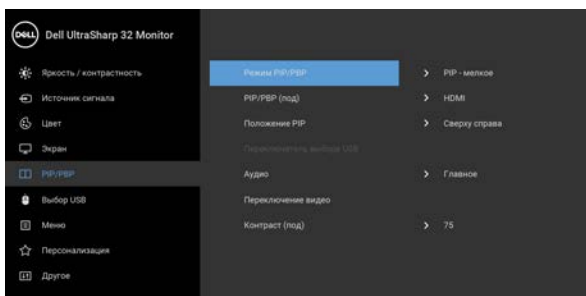 DELL Dell UltraSharp 32 Monitor
Яркость / контрастность
Режим PIP/PBP
PIP - мелкое
Источник сигнала
PIP/PBP (под)
HDMI
Цвет
Положение PIP
Сверху справа
Экран
Переключатель выбора USB
PIP/PBP
Аудио
Главное
Выбор USB
Переключение видео
Меню
Контраст (под)
75
Персонализация
Другое